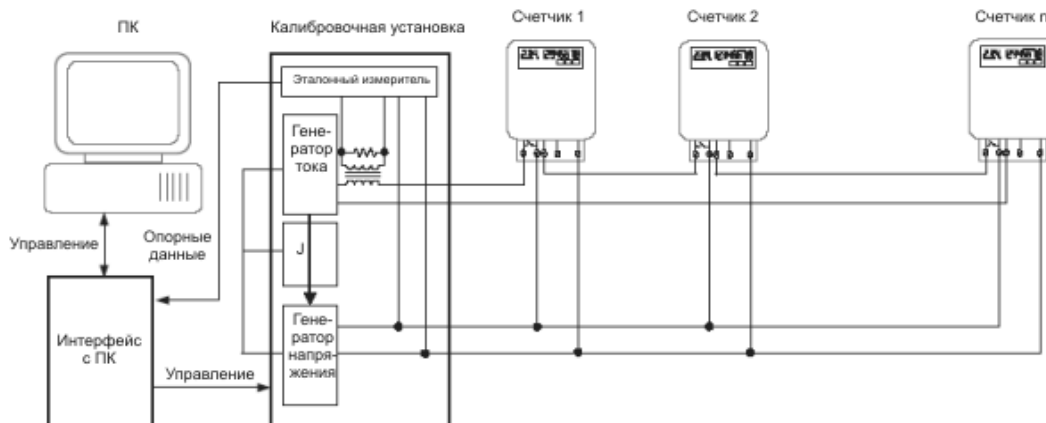 ПК
Калибровочная установка
Счетчик 1
Счетчик 2
Счетчик n
Эталонный измеритель
Гене-
ратор
тока
Управление
Опорные
данные
J
Интерфейс
с ПК
Гене-
ратор
напря-
жения
Управление